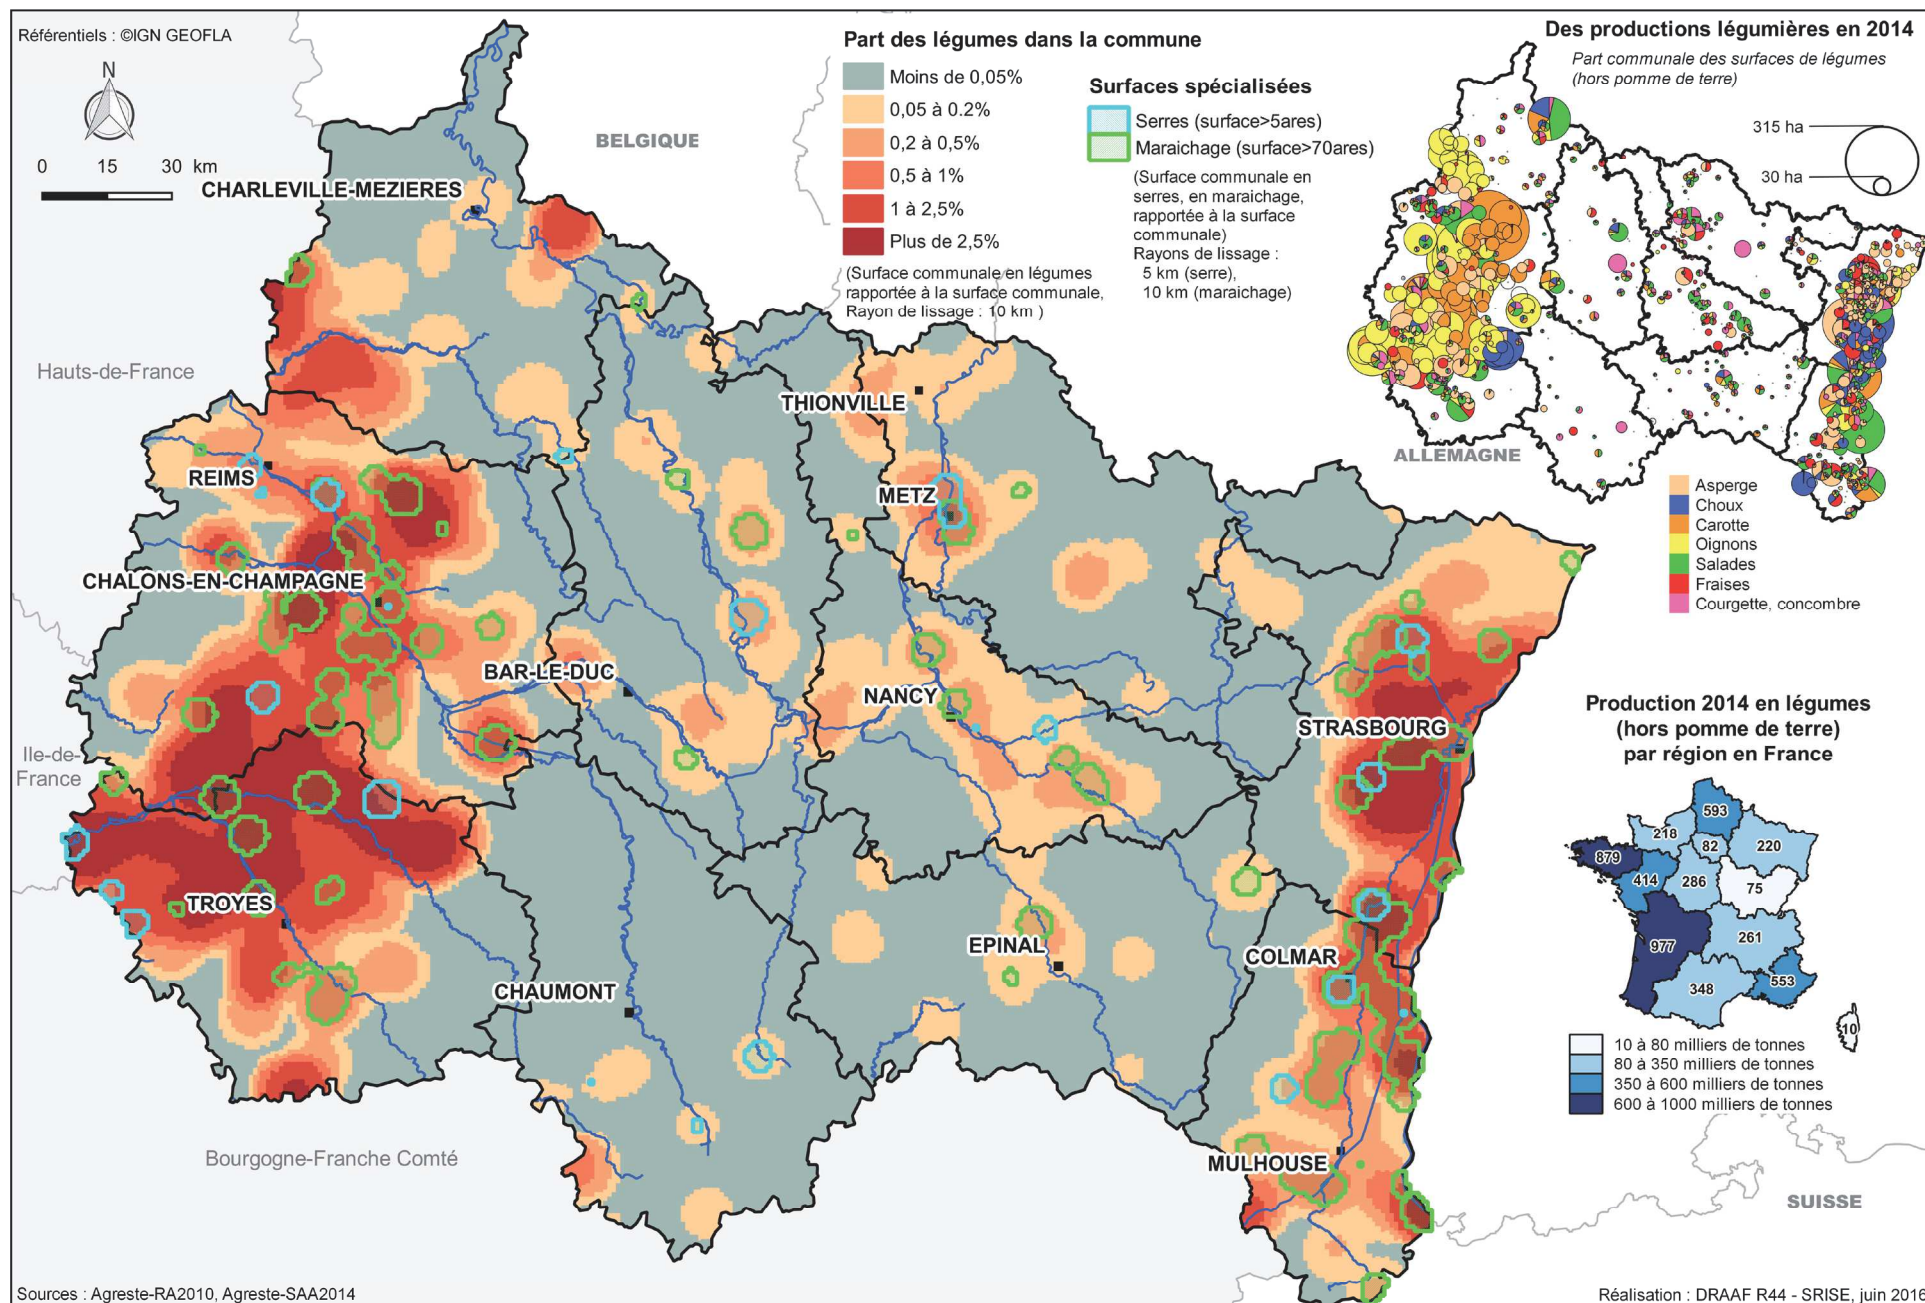 Référentiels : ©IGN GEOFLA
N
0 15 30 km
Part des légumes dans la commune
Moins de 0,05%
0,05 à 0.2%
0,2 à 0,5%
0,5 à 1%
1 à 2,5%
Plus de 2,5%
(Surface communale en légumes
rapportée à la surface communale,
Rayon de lissage : 10 km )
Surfaces spécialisées
Serres (surface>5ares)
Maraichage (surface>70ares)
(Surface communale en
serres, en maraichage,
rapportée à la surface
communale)
Rayons de lissage :
5 km (serre),
10 km (maraichage)
Des productions légumières en 2014
Part communale des surfaces de légumes
(hors pomme de terre)
315 ha
30 ha
Asperge
Choux
Carotte
Oignons
Salades
Fraises
Courgette, concombre
BELGIQUE
ALLEMAGNE
SUISSE
Hauts-de-France
Ile-de-
France
Bourgogne-Franche Comté
CHARLEVILLE-MEZIERES
THIONVILLE
REIMS
METZ
CHALONS-EN-CHAMPAGNE
BAR-LE-DUC
NANCY
STRASBOURG
TROYES
EPINAL
COLMAR
CHAUMONT
MULHOUSE
Production 2014 en légumes
(hors pomme de terre)
par région en France
593
218
82
220
879
414
286
75
977
261
348
553
10
10 à 80 milliers de tonnes
80 à 350 milliers de tonnes
350 à 600 milliers de tonnes
600 à 1000 milliers de tonnes
Sources : Agreste-RA2010, Agreste-SAA2014
Réalisation : DRAAF R44 - SRISE, juin 2016